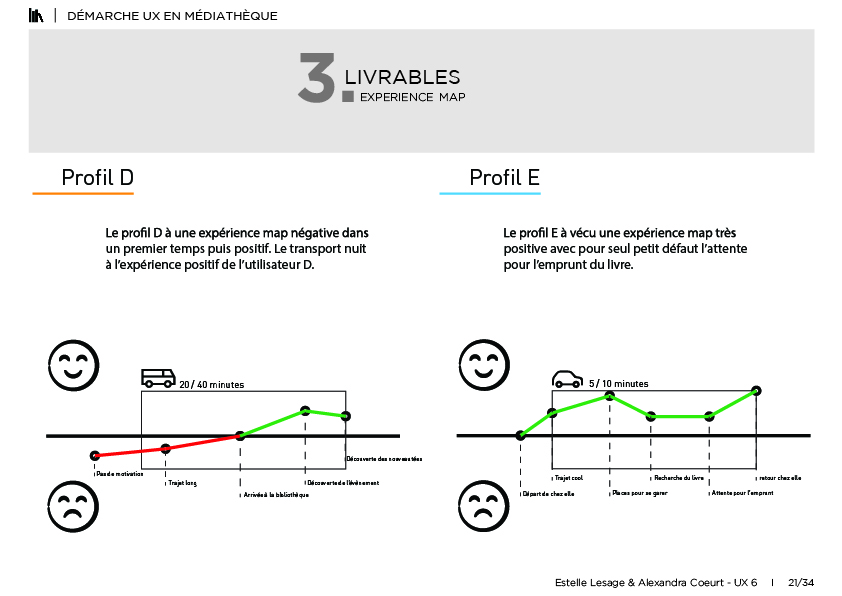 DÉMARCHE UX EN MÉDIATHÈQUE
3.
LIVRABLES
EXPERIENCE MAP
Profil D
Le profil D à une expérience map négative dans
un premier temps puis positif. Le transport nuit
à l'expérience positif de l'utilisateur D.
20 / 40 minutes
Découverte des nouveautées
Pas de motivation
Trajet long
Découverte de l'événement
Arrivée à la bibliothèque
Profil E
Le profil E à vécu une expérience map très
positive avec pour seul petit défaut l'attente
pour l'emprunt du livre.
5 / 10 minutes
Trajet cool
Recherche du livre
retour chez elle
Départ de chez elle
Places pour se garer
Attente pour l'emprunt
Estelle Lesage & Alexandra Coeurt - UX 6 | 21/34